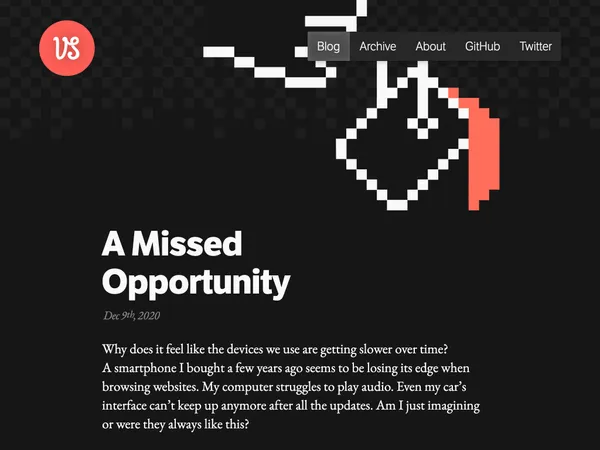 VS
Blog Archive About GitHub Twitter
A Missed
Opportunity
Dec 9th, 2020
Why does it feel like the devices we use are getting slower over time?
A smartphone I bought a few years ago seems to be losing its edge when
browsing websites. My computer struggles to play audio. Even my car’s
interface can’t keep up anymore after all the updates. Am I just imagining
or were they always like this?